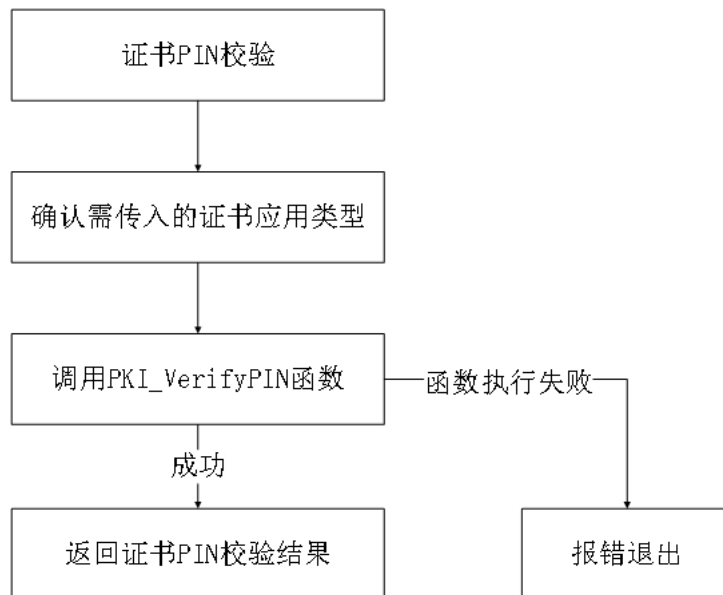 证书PIN校验
确认需传入的证书应用类型
调用PKI_VerifyPIN函数
函数执行失败
成功
返回证书PIN校验结果
报错退出